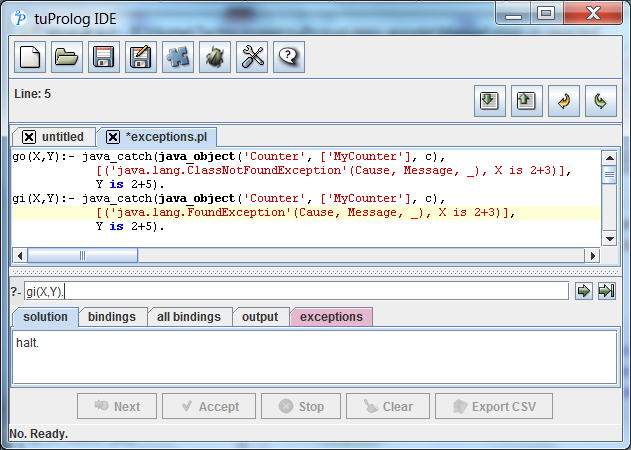 tuProlog IDE
Line: 5
untitled
*exceptions.pl
go(X,Y):- java_catch(java_object('Counter', ['MyCounter'], c),
[('java.lang.ClassNotFoundException'(Cause, Message, _), X is 2+3)],
Y is 2+5).
gi(X,Y):- java_catch(java_object('Counter', ['MyCounter'], c),
[('java.lang.FoundException'(Cause, Message, _), X is 2+3)],
Y is 2+5).
?- gi(X,Y).
solution
bindings
all bindings
output
exceptions
halt.
Next
Accept
Stop
Clear
Export CSV
No. Ready.